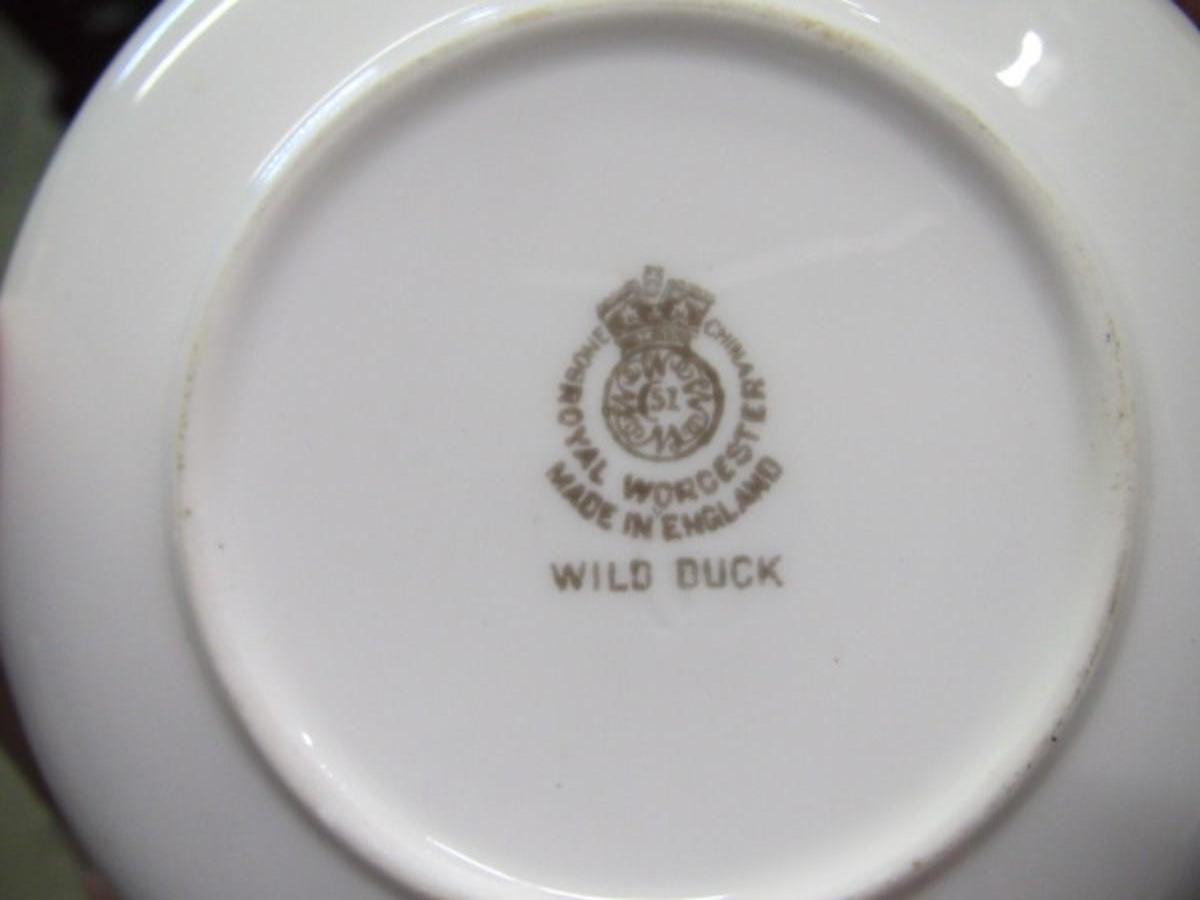 BONE CHINA
51
ROYAL WORCESTER
MADE IN ENGLAND
WILD DUCK